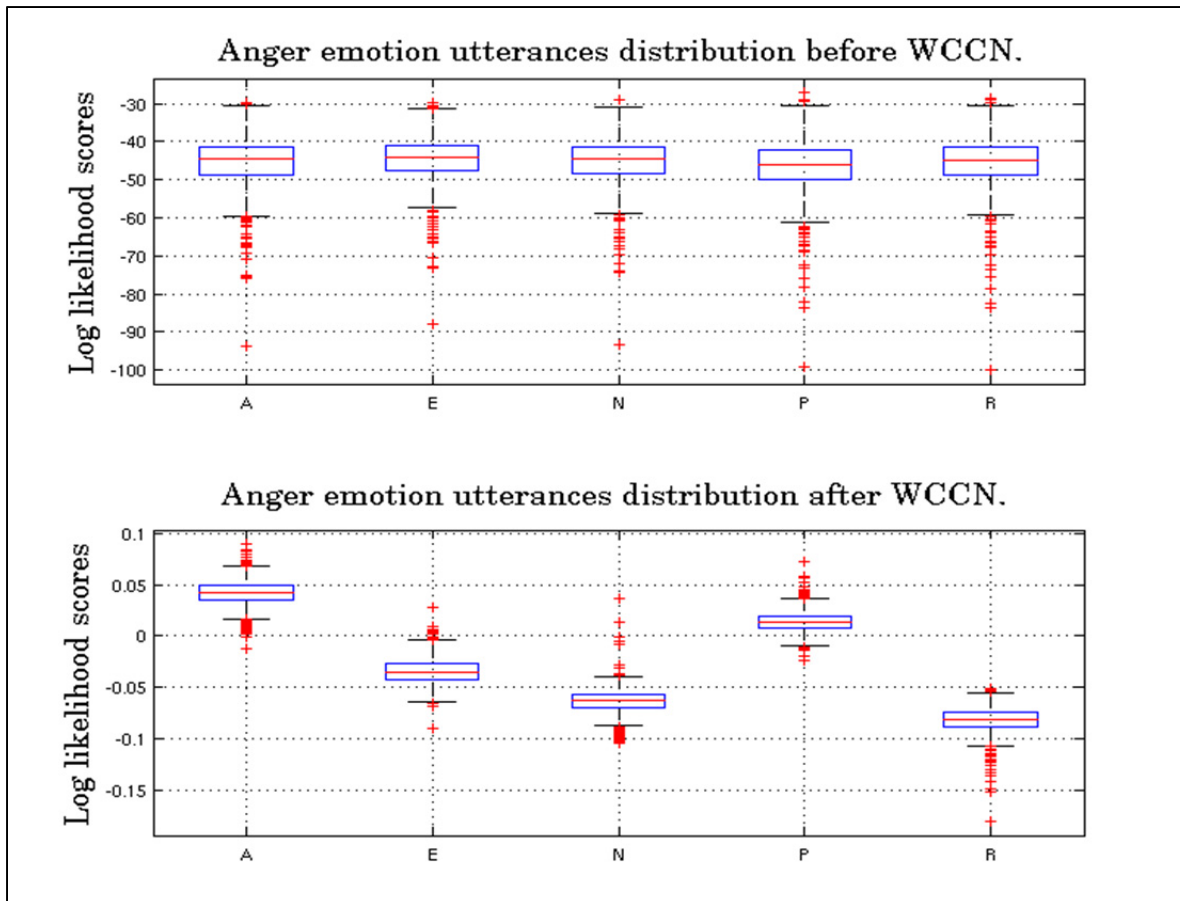 Anger emotion utterances distribution before WCCN.
Log likelihood scores
-30
-40
-50
-60
-70
-80
-90
-100
A E N P R
Anger emotion utterances distribution after WCCN.
Log likelihood scores
0.1
0.05
0
-0.05
-0.1
-0.15
A E N P R